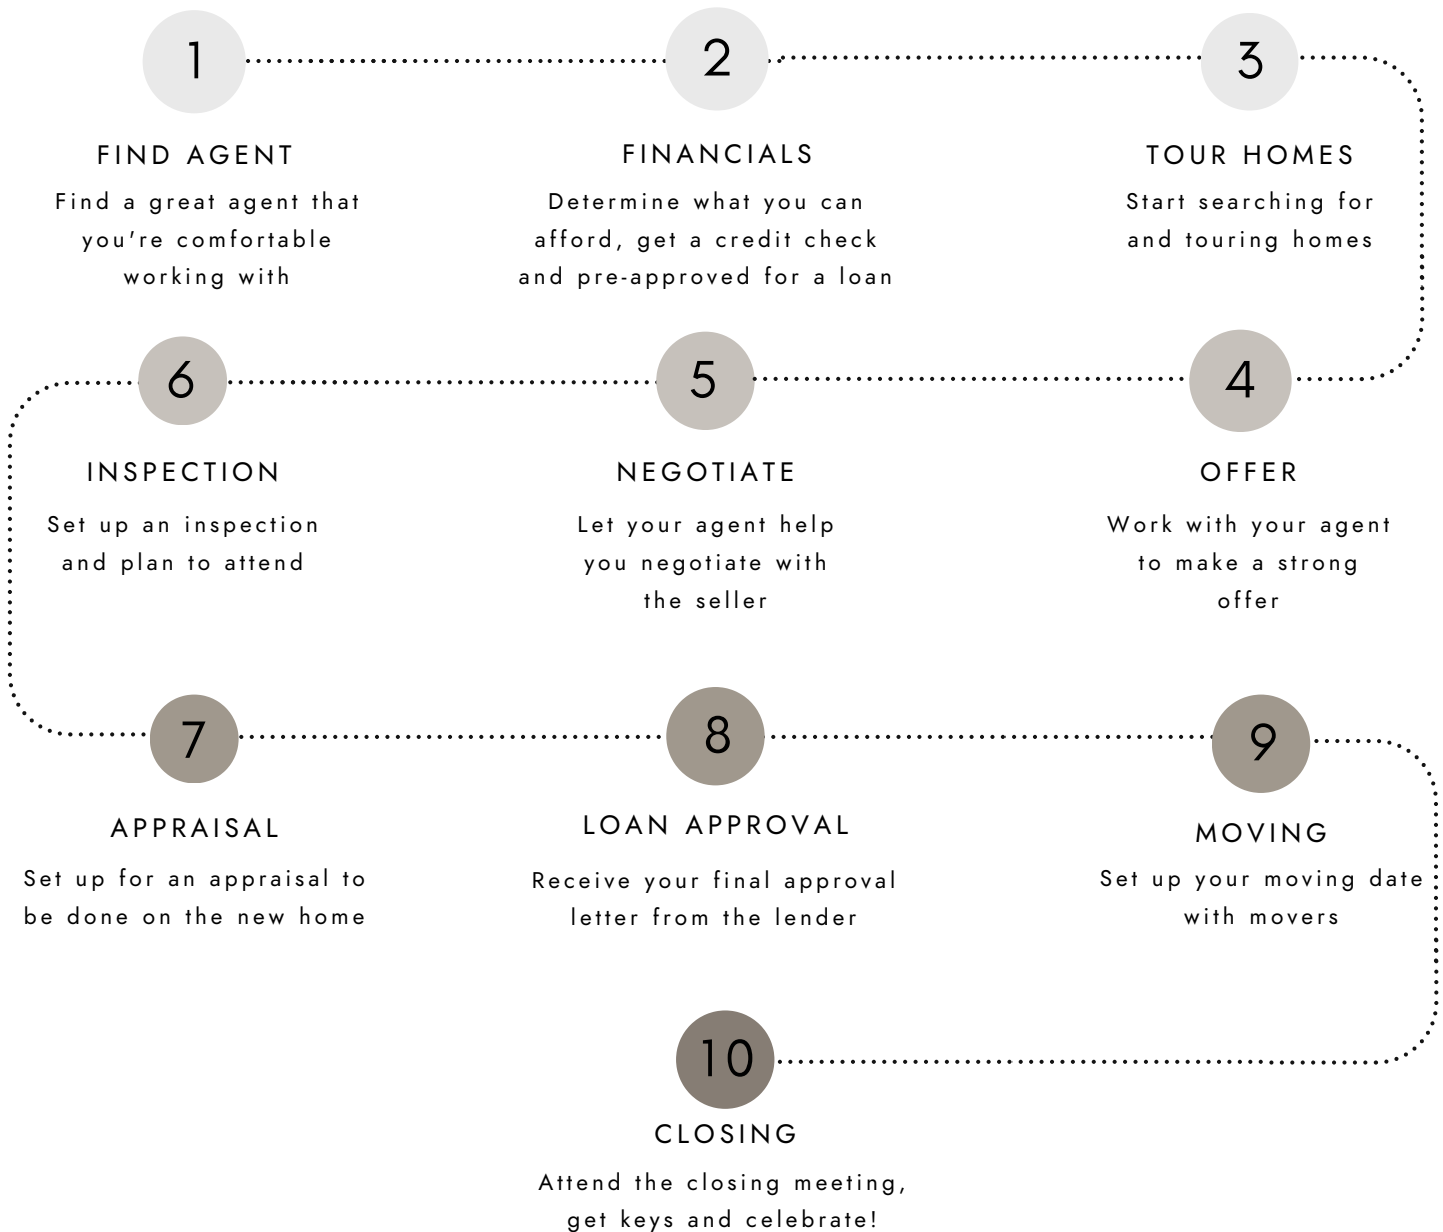 1
FIND AGENT
Find a great agent that
you're comfortable
working with
2
FINANCIALS
Determine what you can
afford, get a credit check
and pre-approved for a loan
3
TOUR HOMES
Start searching for
and touring homes
4
OFFER
Work with your agent
to make a strong
offer
5
NEGOTIATE
Let your agent help
you negotiate with
the seller
6
INSPECTION
Set up an inspection
and plan to attend
7
APPRAISAL
Set up for an appraisal to
be done on the new home
8
LOAN APPROVAL
Receive your final approval
letter from the lender
9
MOVING
Set up your moving date
with movers
10
CLOSING
Attend the closing meeting,
get keys and celebrate!